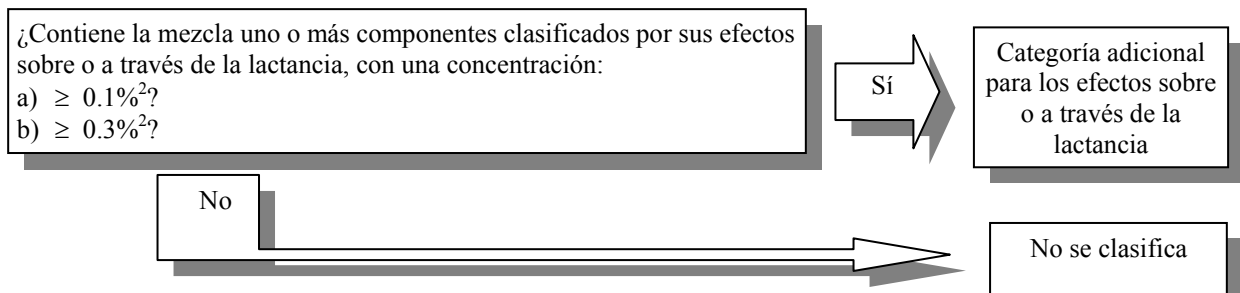 ¿Contiene la mezcla uno o más componentes clasificados por sus efectos
sobre o a través de la lactancia, con una concentración:
a) ≥ 0.1%²?
b) ≥ 0.3%²?
Sí
Categoría adicional
para los efectos sobre
o a través de la
lactancia
No
No se clasifica